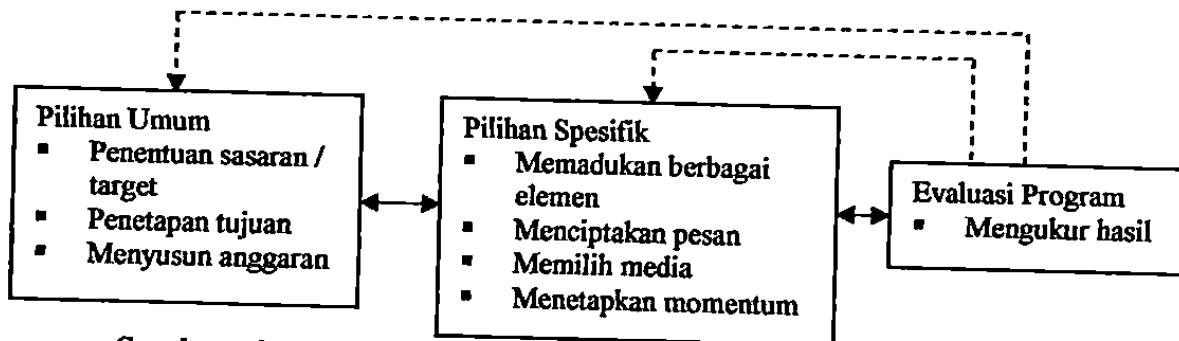 Pilihan Umum
▪ Penentuan sasaran /
target
▪ Penetapan tujuan
▪ Menyusun anggaran
Pilihan Spesifik
▪ Memadukan berbagai
elemen
▪ Menciptakan pesan
▪ Memilih media
▪ Menetapkan momentum
Evaluasi Program
▪ Mengukur hasil